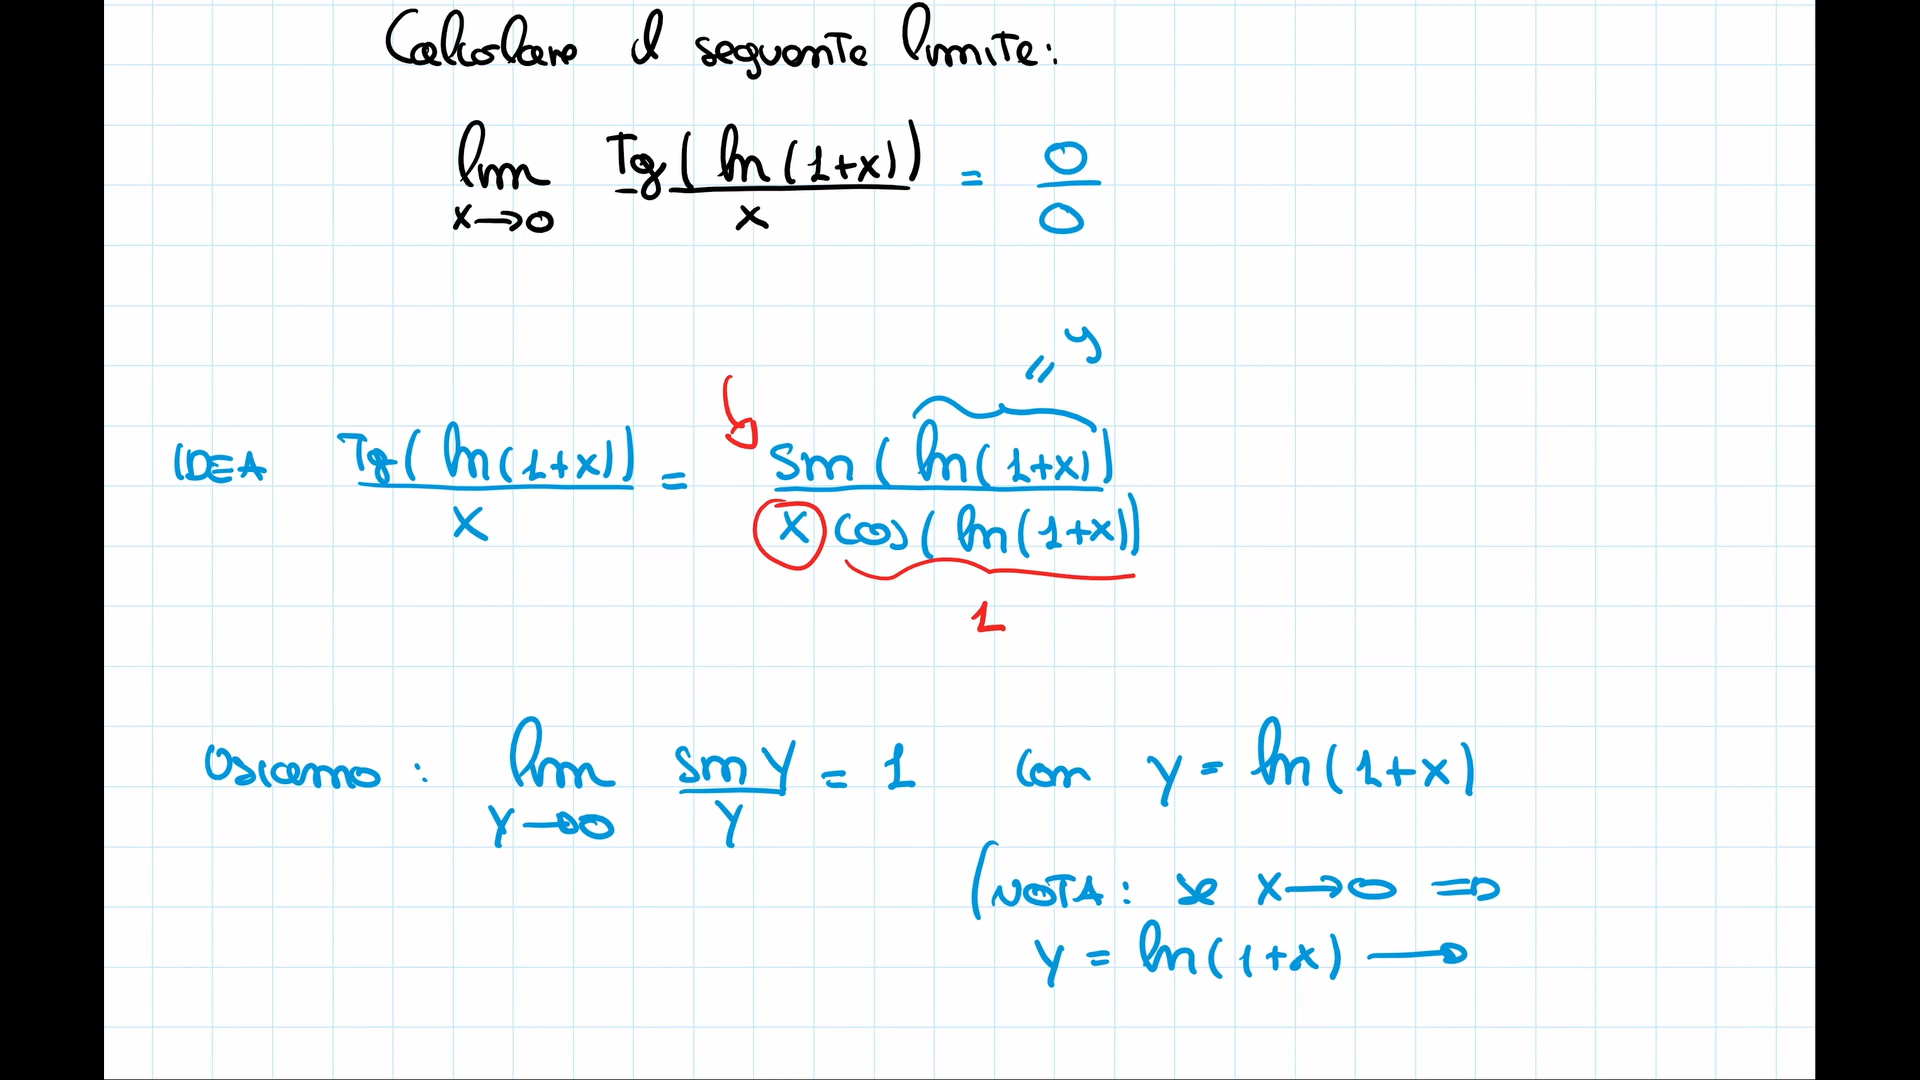 Calcolare il seguente limite:
lim x→0 Tg(ln(1+x))/x = 0/0
= y
IDEA Tg(ln(1+x))/x = sin(ln(1+x))/(x cos(ln(1+x)))
1
Usiamo: lim y→0 sin y/y = 1 con y = ln(1+x)
(NOTA: se x→0 ⇒
y = ln(1+x) →